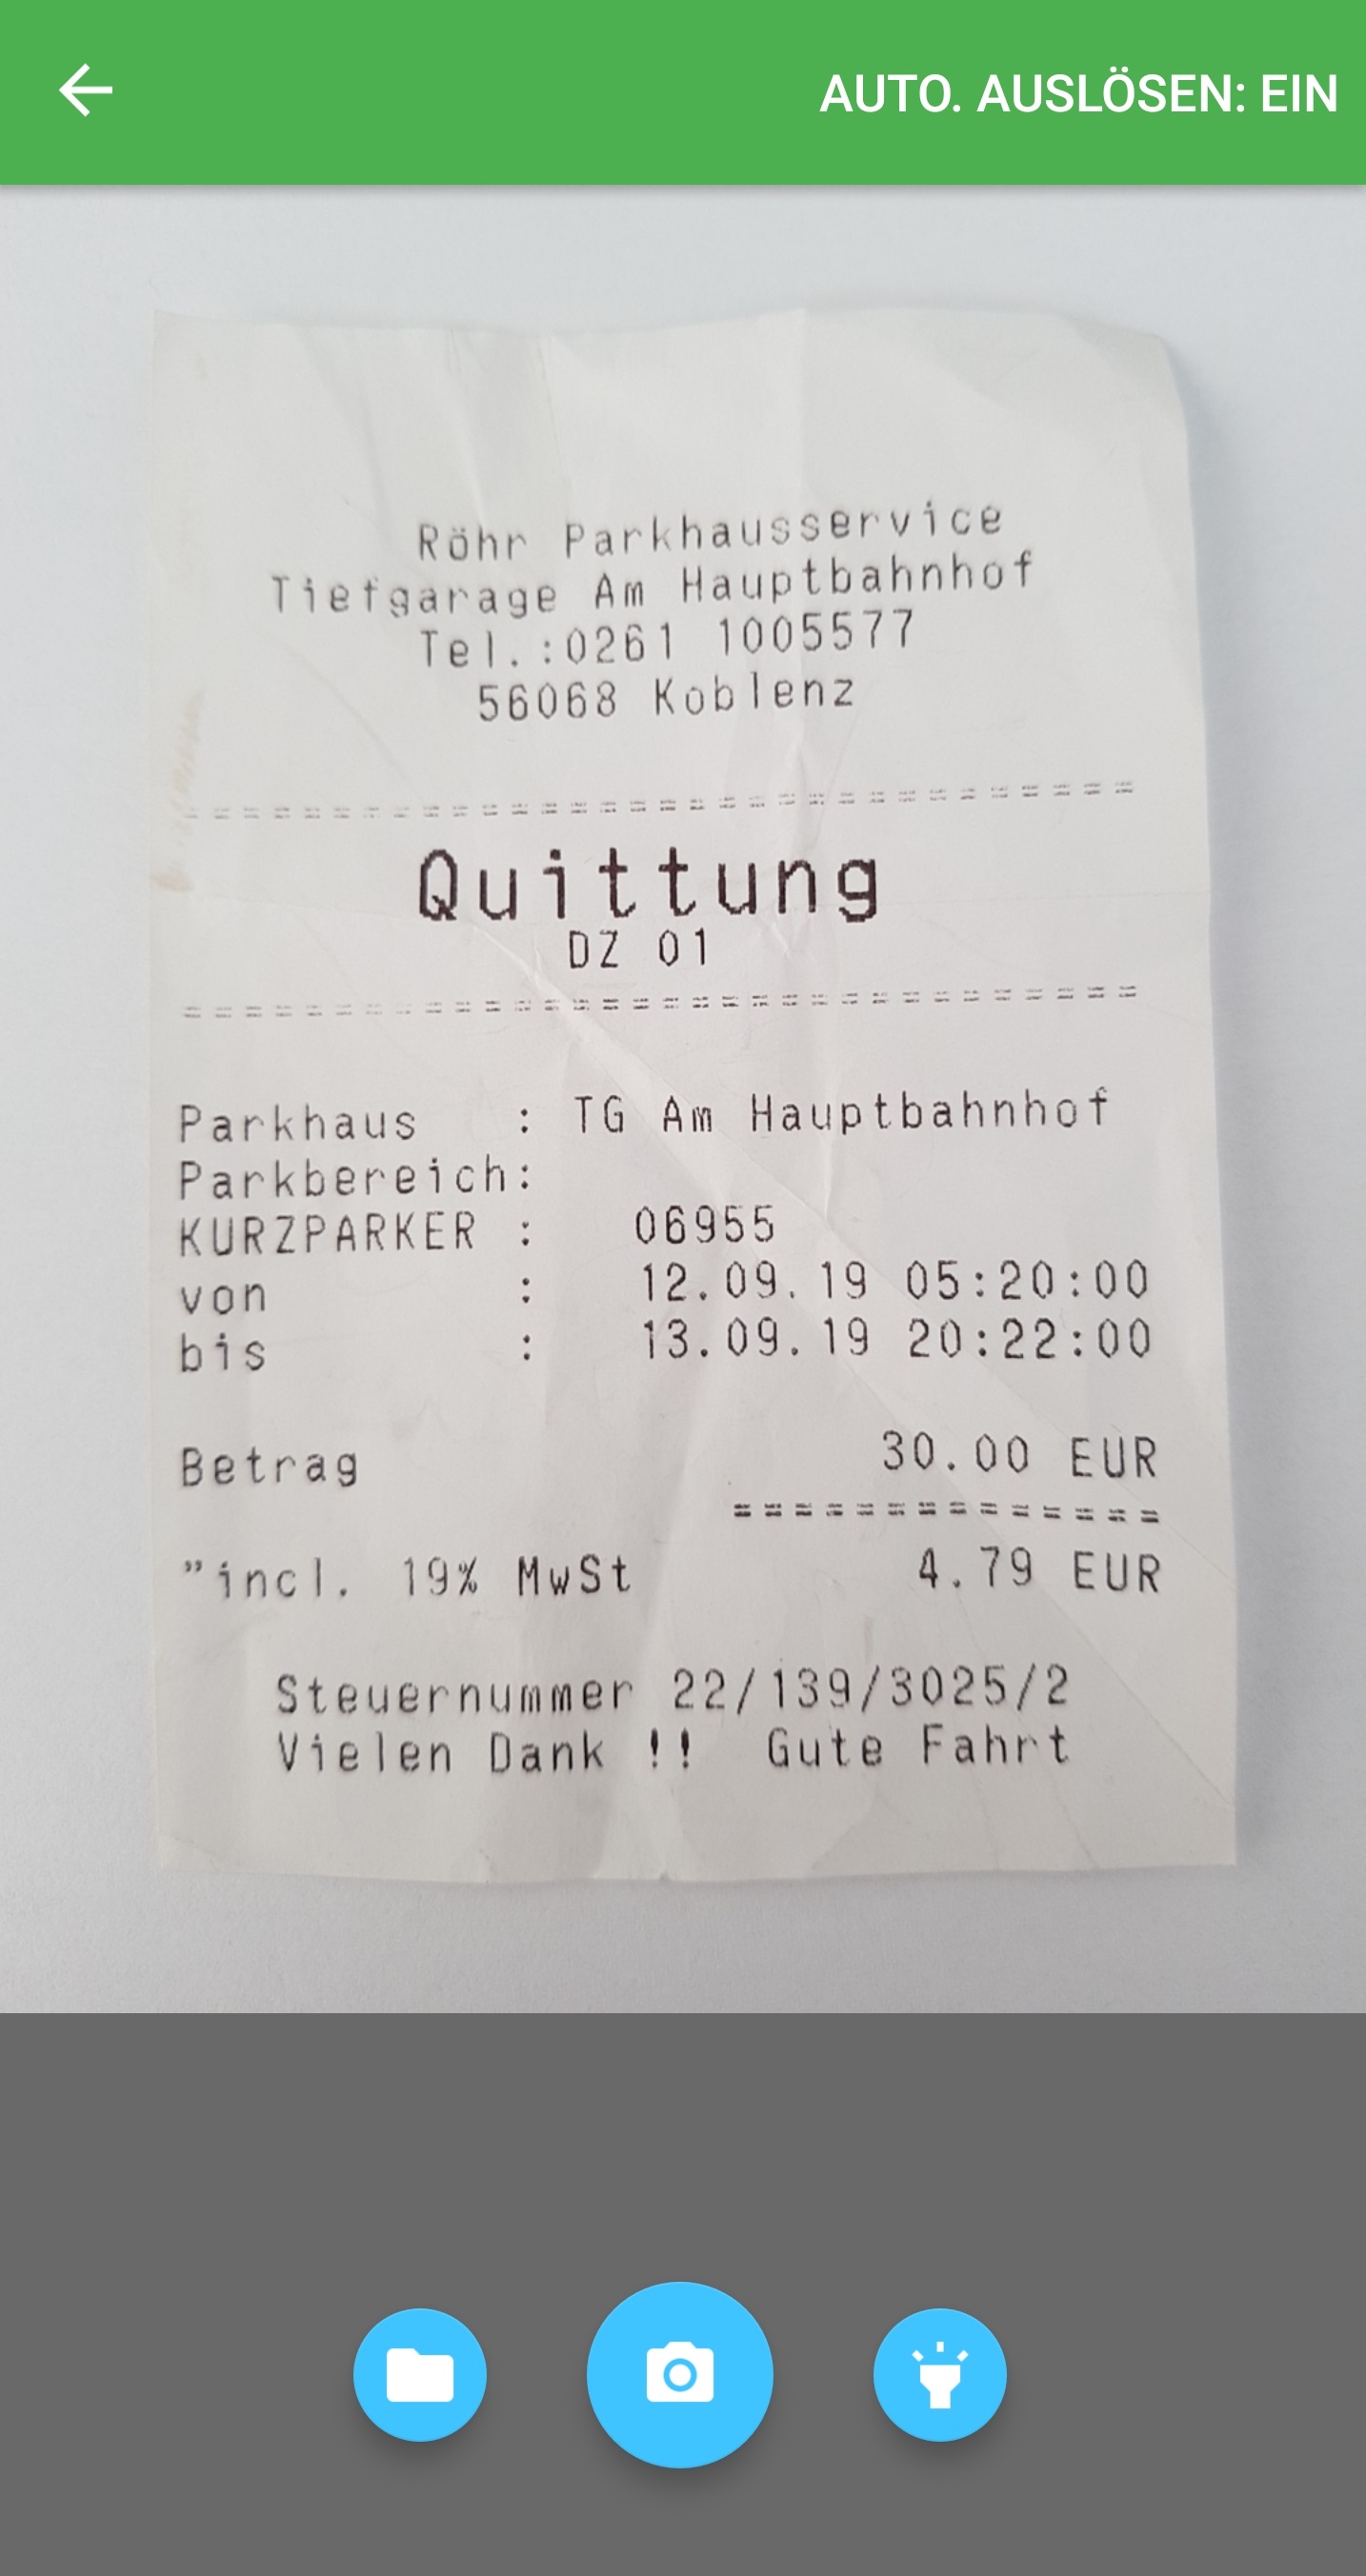 AUTO. AUSLÖSEN: EIN
Röhr Parkhausservice
Tiefgarage Am Hauptbahnhof
Tel.:0261 1005577
56068 Koblenz
================================
Quittung
DZ 01
================================
Parkhaus : TG Am Hauptbahnhof
Parkbereich:
KURZPARKER : 06955
von : 12.09.19 05:20:00
bis : 13.09.19 20:22:00
Betrag 30.00 EUR
==============
"incl. 19% MwSt 4.79 EUR
Steuernummer 22/139/3025/2
Vielen Dank !! Gute Fahrt